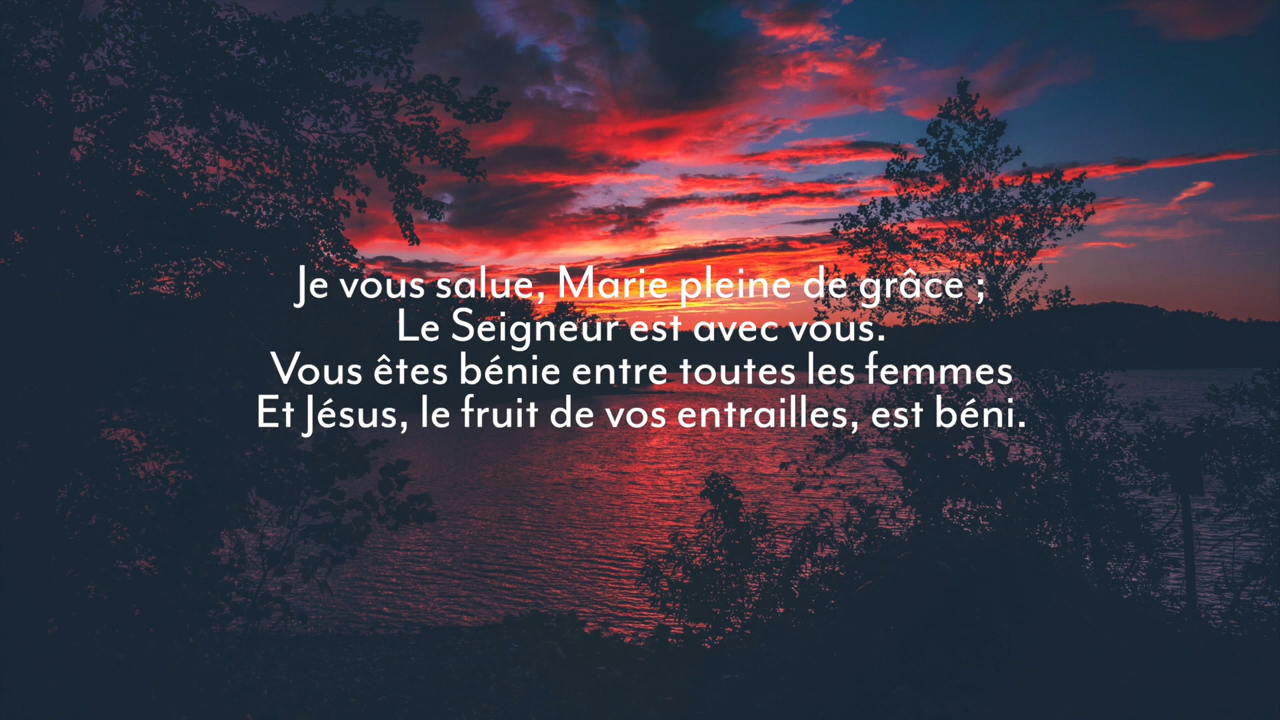 Je vous salue, Marie pleine de grâce ;
Le Seigneur est avec vous.
Vous êtes bénie entre toutes les femmes
Et Jésus, le fruit de vos entrailles, est béni.